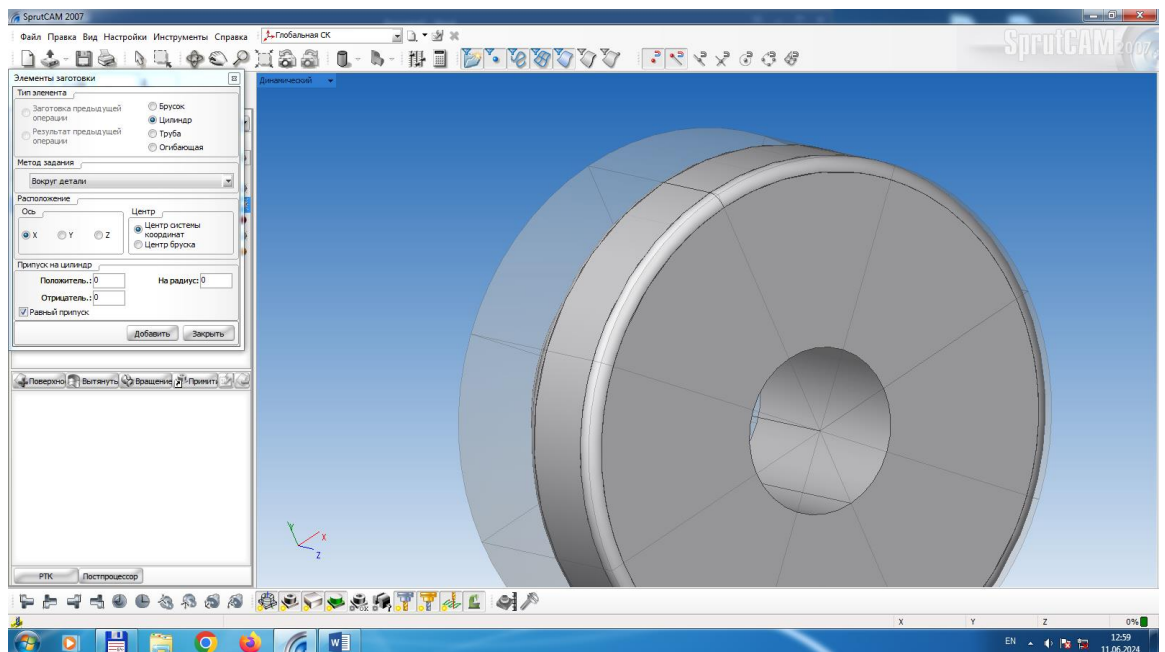 SprutCAM 2007
Файл Правка Вид Настройки Инструменты Справка
Глобальная СК
SprutCAM 2007
Элементы заготовки
Динамический
Тип элемента
Заготовка предыдущей операции
Брусок
Цилиндр
Результат предыдущей операции
Труба
Огибающая
Метод задания
Вокруг детали
Расположение
Ось
Центр
X Y Z
Центр системы координат
Центр бруска
Припуск на цилиндр
Положитель.: 0
На радиус: 0
Отрицатель.: 0
Равный припуск
Добавить Закрыть
Поверхно Вытянуть Вращение Примити
Y
X
Z
РТК Постпроцессор
X Y Z 0%
EN 12:59
11.06.2024